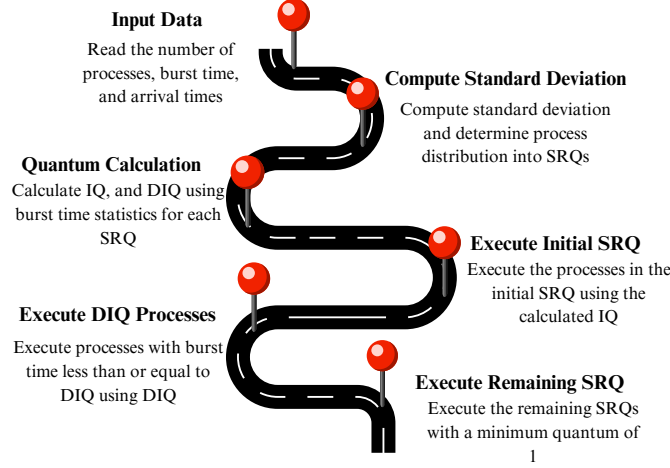 Input Data
Read the number of
processes, burst time,
and arrival times
Compute Standard Deviation
Compute standard deviation
and determine process
distribution into SRQs
Quantum Calculation
Calculate IQ, and DIQ using
burst time statistics for each
SRQ
Execute Initial SRQ
Execute the processes in the
initial SRQ using the
calculated IQ
Execute DIQ Processes
Execute processes with burst
time less than or equal to
DIQ using DIQ
Execute Remaining SRQ
Execute the remaining SRQs
with a minimum quantum of
1